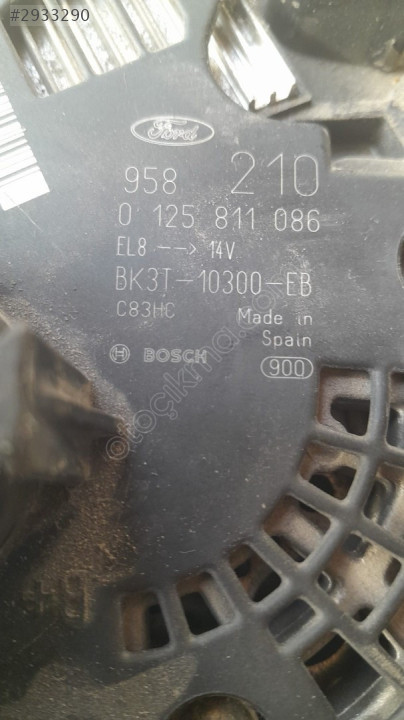 #2933290
Ford
958 210
0 125 811 086
EL8 --> 14V
BK3T-10300-EB
C83HC Made in
Spain
BOSCH 900
otoçıkma.com
B+